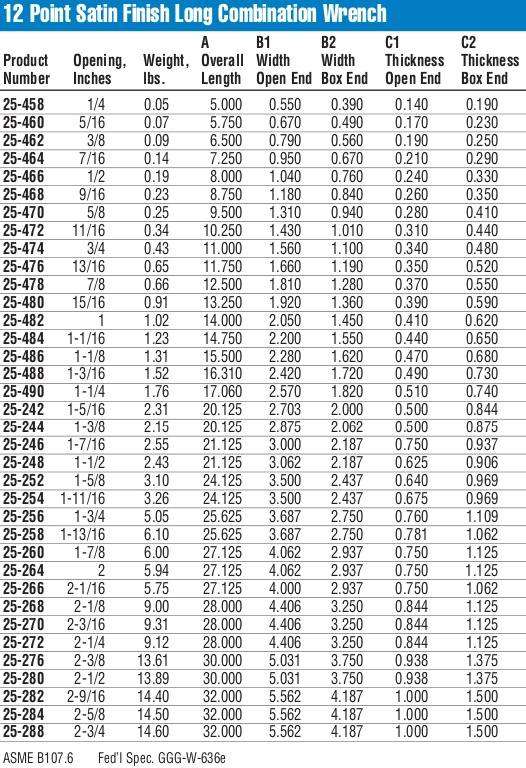 12 Point Satin Finish Long Combination Wrench
A B1 B2 C1 C2
Product Opening, Weight, Overall Width Width Thickness Thickness
Number Inches lbs. Length Open End Box End Open End Box End
25-458 1/4 0.05 5.000 0.550 0.390 0.140 0.190
25-460 5/16 0.07 5.750 0.670 0.490 0.170 0.230
25-462 3/8 0.09 6.500 0.790 0.560 0.190 0.250
25-464 7/16 0.14 7.250 0.950 0.670 0.210 0.290
25-466 1/2 0.19 8.000 1.040 0.760 0.240 0.330
25-468 9/16 0.23 8.750 1.180 0.840 0.260 0.350
25-470 5/8 0.25 9.500 1.310 0.940 0.280 0.410
25-472 11/16 0.34 10.250 1.430 1.010 0.310 0.440
25-474 3/4 0.43 11.000 1.560 1.100 0.340 0.480
25-476 13/16 0.65 11.750 1.660 1.190 0.350 0.520
25-478 7/8 0.66 12.500 1.810 1.280 0.370 0.550
25-480 15/16 0.91 13.250 1.920 1.360 0.390 0.590
25-482 1 1.02 14.000 2.050 1.450 0.410 0.620
25-484 1-1/16 1.23 14.750 2.200 1.550 0.440 0.650
25-486 1-1/8 1.31 15.500 2.280 1.620 0.470 0.680
25-488 1-3/16 1.52 16.310 2.420 1.720 0.490 0.730
25-490 1-1/4 1.76 17.060 2.570 1.820 0.510 0.740
25-242 1-5/16 2.31 20.125 2.703 2.000 0.500 0.844
25-244 1-3/8 2.15 20.125 2.875 2.062 0.500 0.875
25-246 1-7/16 2.55 21.125 3.000 2.187 0.750 0.937
25-248 1-1/2 2.43 21.125 3.062 2.187 0.625 0.906
25-252 1-5/8 3.10 24.125 3.500 2.437 0.640 0.969
25-254 1-11/16 3.26 24.125 3.500 2.437 0.675 0.969
25-256 1-3/4 5.05 25.625 3.687 2.750 0.760 1.109
25-258 1-13/16 6.10 25.625 3.687 2.750 0.781 1.062
25-260 1-7/8 6.00 27.125 4.062 2.937 0.750 1.125
25-264 2 5.94 27.125 4.062 2.937 0.750 1.125
25-266 2-1/16 5.75 27.125 4.000 2.937 0.750 1.062
25-268 2-1/8 9.00 28.000 4.406 3.250 0.844 1.125
25-270 2-3/16 9.31 28.000 4.406 3.250 0.844 1.125
25-272 2-1/4 9.12 28.000 4.406 3.250 0.844 1.125
25-276 2-3/8 13.61 30.000 5.031 3.750 0.938 1.375
25-280 2-1/2 13.89 30.000 5.031 3.750 0.938 1.375
25-282 2-9/16 14.40 32.000 5.562 4.187 1.000 1.500
25-284 2-5/8 14.50 32.000 5.562 4.187 1.000 1.500
25-288 2-3/4 14.60 32.000 5.562 4.187 1.000 1.500
ASME B107.6 Fed'l Spec. GGG-W-636e